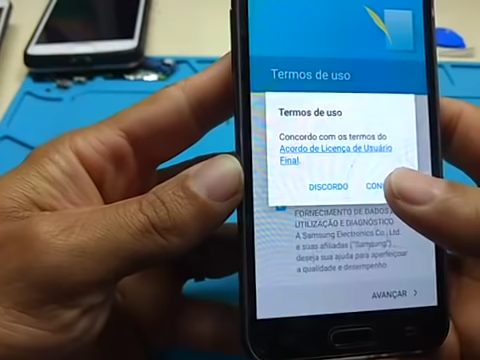 Termos de uso
Termos de uso
Concordo com os termos do
Acordo de Licença de Usuário
Final.
DISCORDO
FORNECIMENTO DE DADOS
UTILIZAÇÃO E DIAGNÓSTICO
A Samsung Electronics Co., Ltd.
e suas afiliadas ("Samsung"),
deseja sua ajuda para aperfeiçoar
a qualidade e desempenho
AVANÇAR >